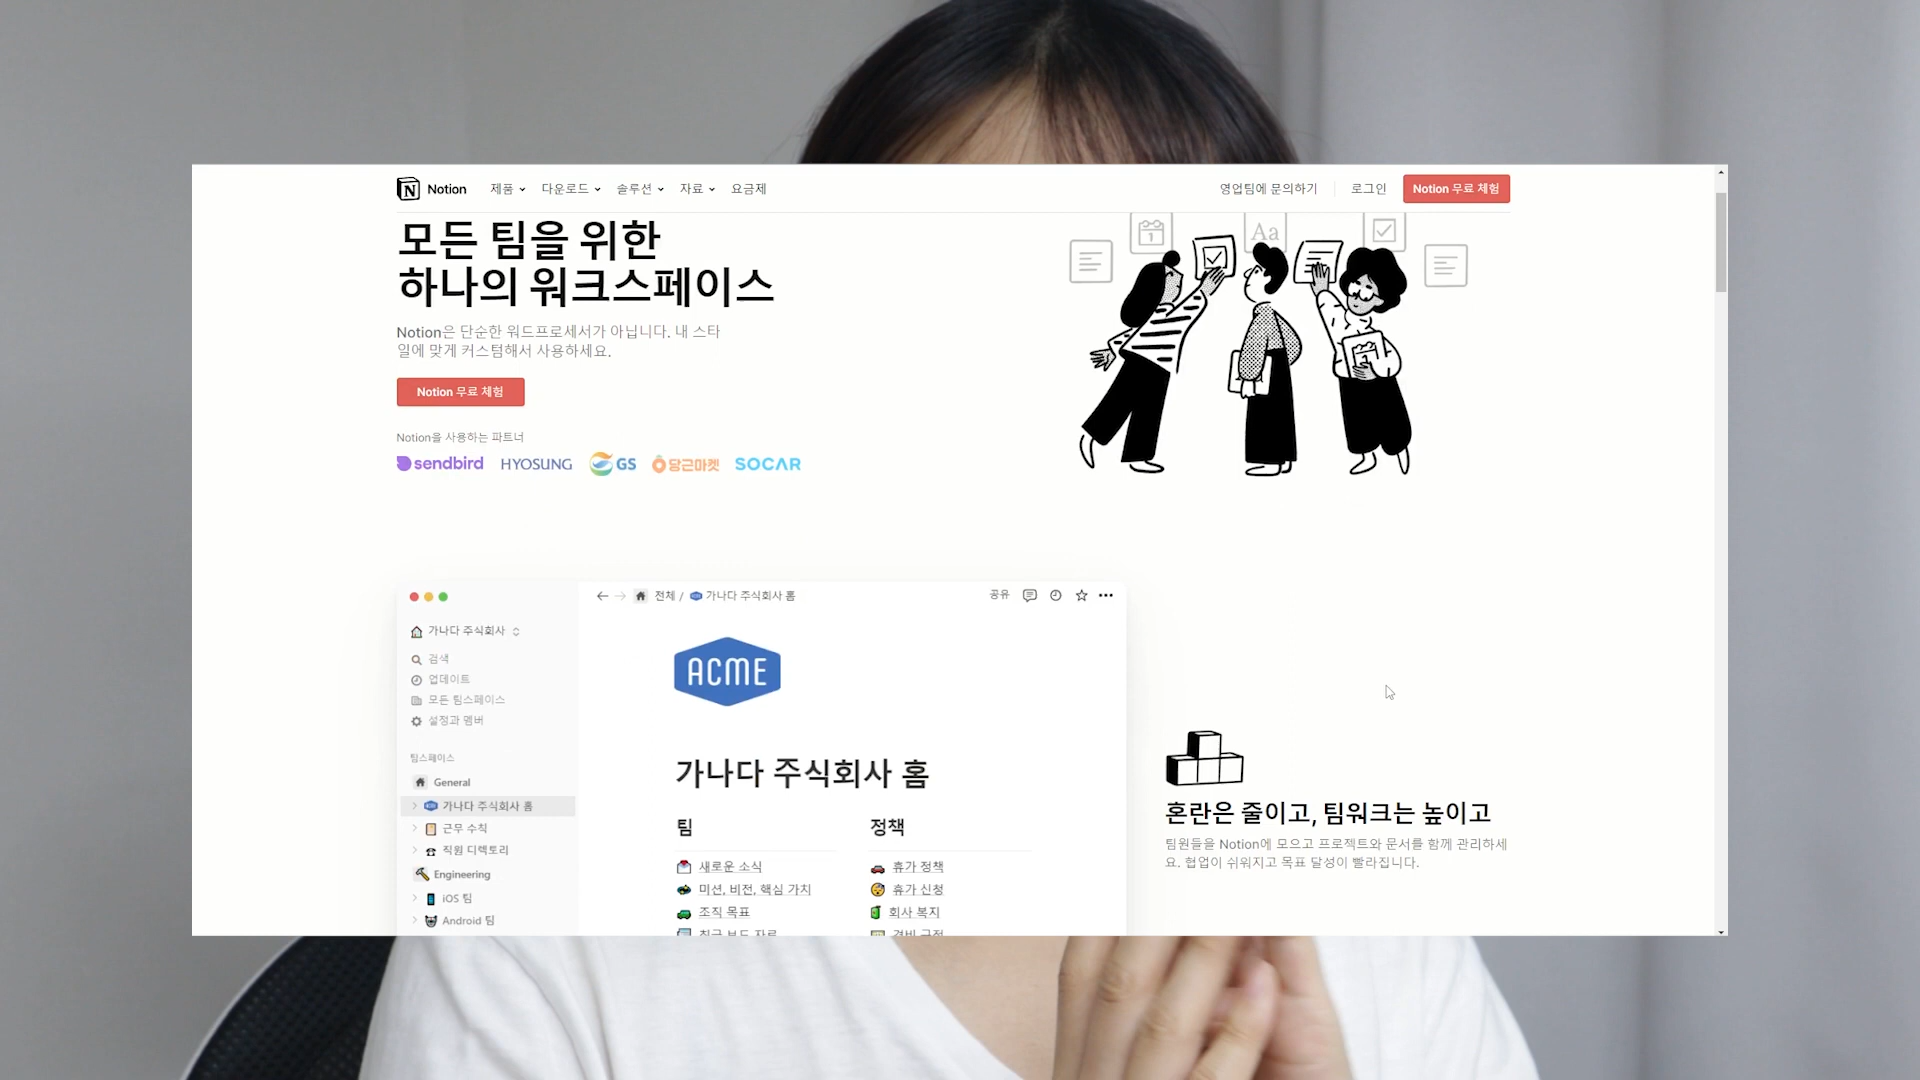 Notion 제품 다운로드 솔루션 자료 요금제 영업팀에 문의하기 로그인 Notion 무료 체험
모든 팀을 위한
하나의 워크스페이스
Notion은 단순한 워드프로세서가 아닙니다. 내 스타
일에 맞게 커스텀해서 사용하세요.
Notion 무료 체험
Notion을 사용하는 파트너
sendbird HYOSUNG GS 당근마켓 SOCAR
1
Aa
가나다 주식회사
검색
업데이트
모든 팀스페이스
설정과 멤버
팀스페이스
General
가나다 주식회사 홈
근무 수칙
직원 디렉토리
Engineering
iOS 팀
Android 팀
전체 / 가나다 주식회사 홈
공유
ACME
가나다 주식회사 홈
팀
새로운 소식
미션, 비전, 핵심 가치
조직 목표
정책
휴가 정책
휴가 신청
회사 복지
혼란은 줄이고, 팀워크는 높이고
팀원들을 Notion에 모으고 프로젝트와 문서를 함께 관리하세
요. 협업이 쉬워지고 목표 달성이 빨라집니다.